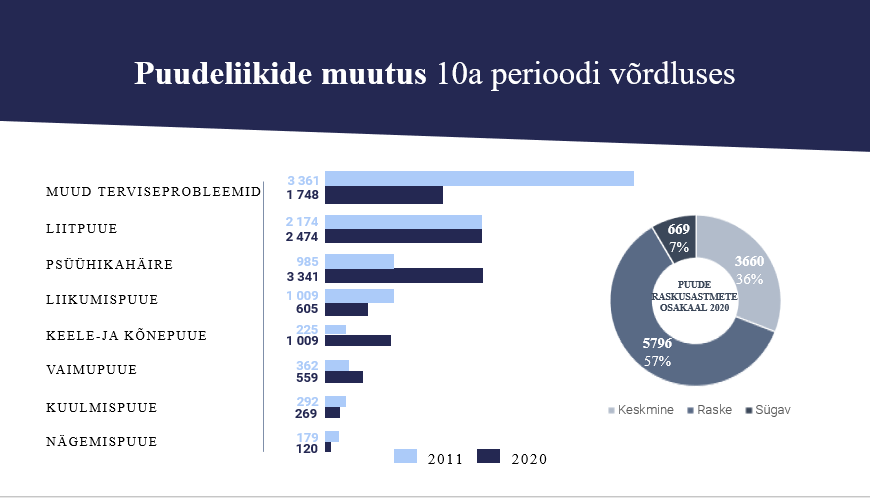 Puudeliikide muutus 10a perioodi võrdluses
MUUD TERVISEPROBLEEMID
3 361
1 748
LIITPUUE
2 174
2 474
PSÜÜHIKAHÄIRE
985
3 341
LIIKUMISPUUE
1 009
605
KEELE-JA KÕNEPUUE
225
1 009
VAIMUPUUE
362
559
KUULMISPUUE
292
269
NÄGEMISPUUE
179
120
2011 2020
669
7%
3660
36%
PUUDE
RASKUSASTMETE
OSAKAAL 2020
5796
57%
Keskmine Raske Sügav